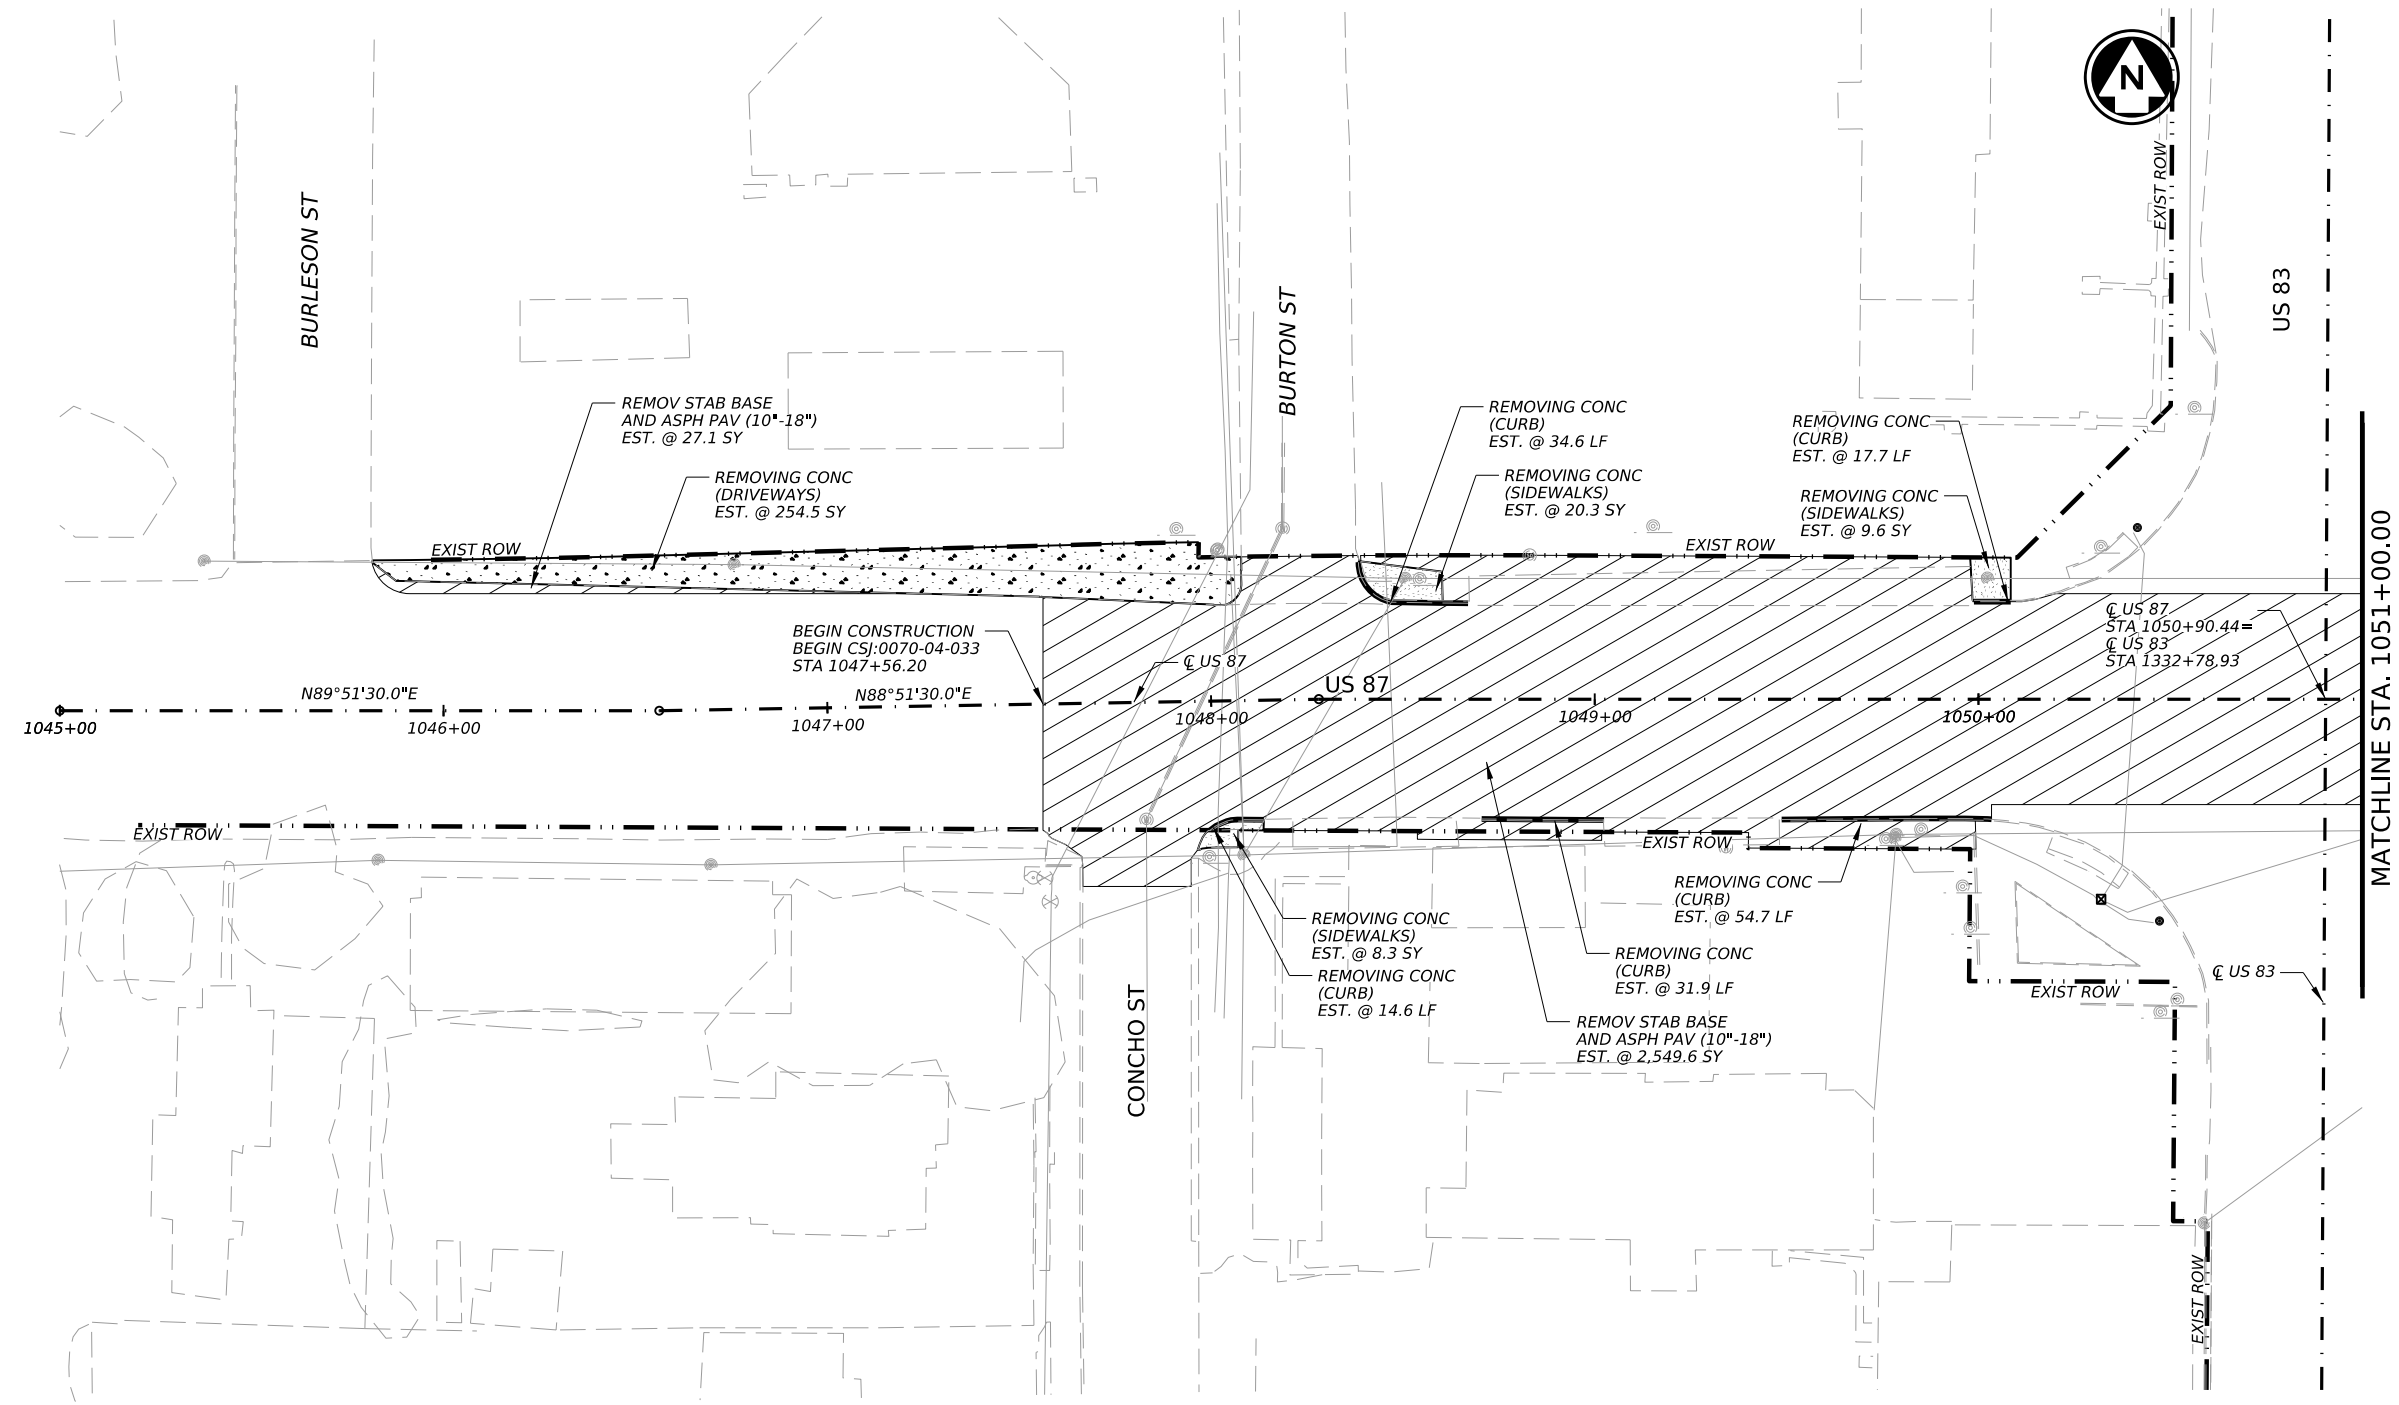 N
EXIST ROW
BURLESON ST
US 83
BURTON ST
REMOV STAB BASE
AND ASPH PAV (10"-18")
EST. @ 27.1 SY
REMOVING CONC
(CURB)
EST. @ 34.6 LF
REMOVING CONC
(CURB)
EST. @ 17.7 LF
REMOVING CONC
(DRIVEWAYS)
EST. @ 254.5 SY
REMOVING CONC
(SIDEWALKS)
EST. @ 20.3 SY
REMOVING CONC
(SIDEWALKS)
EST. @ 9.6 SY
EXIST ROW
EXIST ROW
BEGIN CONSTRUCTION
BEGIN CSJ:0070-04-033
STA 1047+56.20
℄ US 87
℄ US 87
STA 1050+90.44=
℄ US 83
STA 1332+78.93
N89°51'30.0"E
N88°51'30.0"E
US 87
1045+00
1046+00
1047+00
1048+00
1049+00
1050+00
MATCHLINE STA. 1051+00.00
EXIST ROW
EXIST ROW
REMOVING CONC
(CURB)
EST. @ 54.7 LF
REMOVING CONC
(SIDEWALKS)
EST. @ 8.3 SY
REMOVING CONC
(CURB)
EST. @ 31.9 LF
REMOVING CONC
(CURB)
EST. @ 14.6 LF
℄ US 83
EXIST ROW
REMOV STAB BASE
AND ASPH PAV (10"-18")
EST. @ 2,549.6 SY
CONCHO ST
EXIST ROW